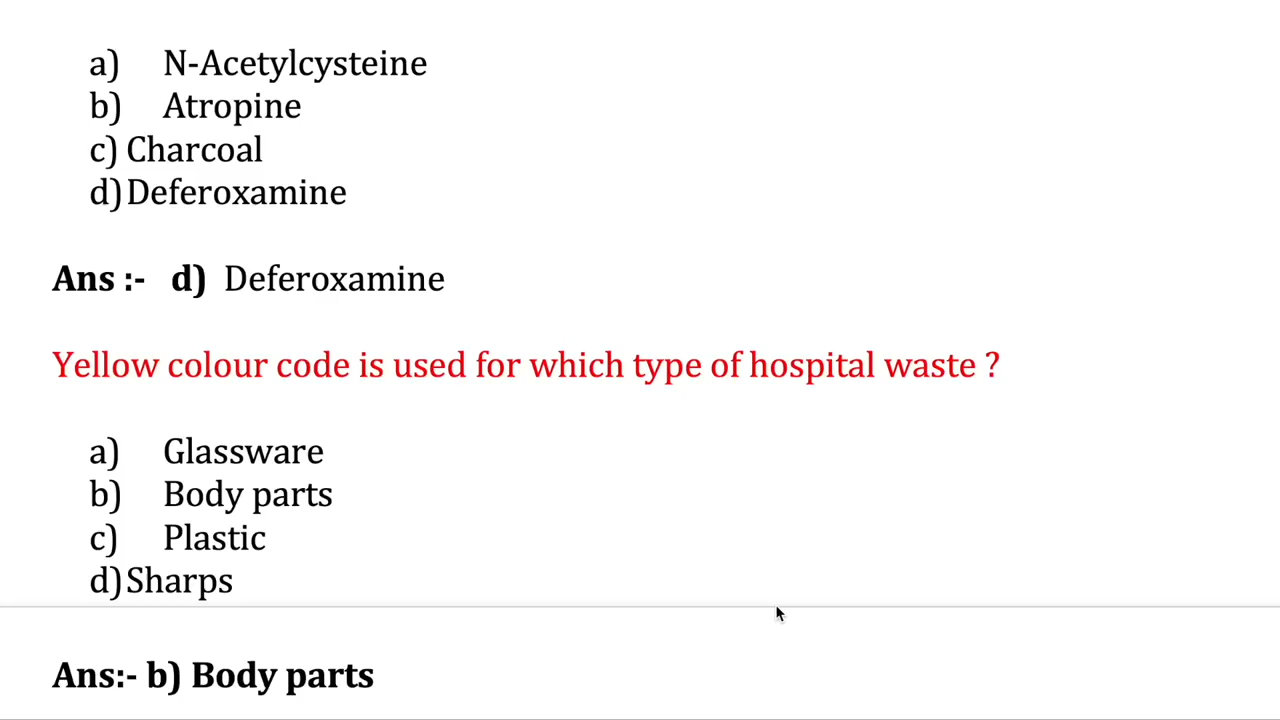 a) N-Acetylcysteine
b) Atropine
c) Charcoal
d) Deferoxamine
Ans :- d) Deferoxamine
Yellow colour code is used for which type of hospital waste ?
a) Glassware
b) Body parts
c) Plastic
d) Sharps
Ans:- b) Body parts